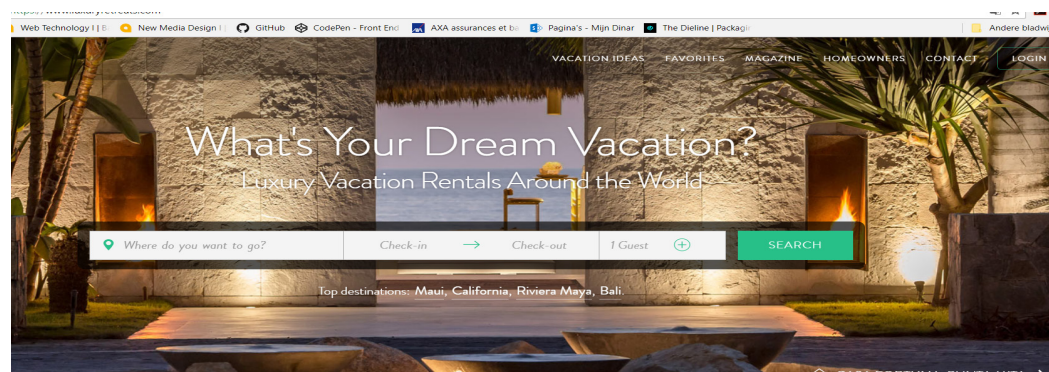 Web Technology I | B
New Media Design I |
GitHub
CodePen - Front End
AXA assurances et ba
Pagina's - Mijn Dinar
The Dieline | Packagin
Andere bladwij
VACATION IDEAS FAVORITES MAGAZINE HOMEOWNERS CONTACT LOGIN
What's Your Dream Vacation?
Luxury Vacation Rentals Around the World
Where do you want to go? Check-in → Check-out 1 Guest SEARCH
Top destinations: Maui, California, Riviera Maya, Bali.